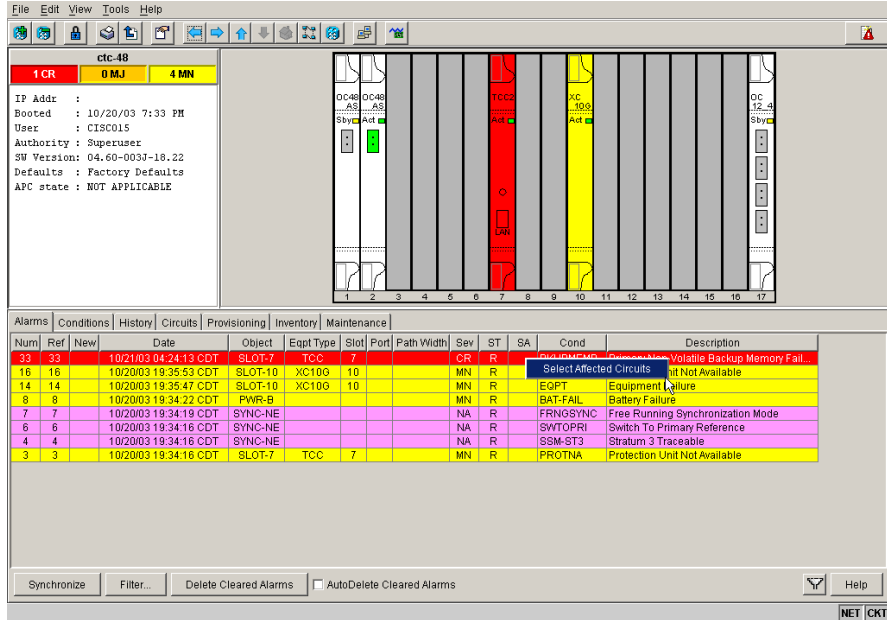 File Edit View Tools Help
ctc-48
1 CR 0 MJ 4 MN
IP Addr :
Booted : 10/20/03 7:33 PM
User : CISCO15
Authority : Superuser
SW Version: 04.60-003J-18.22
Defaults : Factory Defaults
APC state : NOT APPLICABLE
OC48 OC48 TCC2 XC OC
AS AS 10G 12_4
Sby Act Act Act Sby
LAN
1 2 3 4 5 6 7 8 9 10 11 12 13 14 15 16 17
Alarms Conditions History Circuits Provisioning Inventory Maintenance
Num Ref New Date Object Eqpt Type Slot Port Path Width Sev ST SA Cond Description
33 33 10/21/03 04:24:13 CDT SLOT-7 TCC 7 CR R Primary Non-Volatile Backup Memory Fail...
16 16 10/20/03 19:35:53 CDT SLOT-10 XC10G 10 MN R Not Available
Select Affected Circuits
14 14 10/20/03 19:35:47 CDT SLOT-10 XC10G 10 MN R EQPT Equipment Failure
8 8 10/20/03 19:34:22 CDT PWR-B MN R BAT-FAIL Battery Failure
7 7 10/20/03 19:34:19 CDT SYNC-NE NA R FRNGSYNC Free Running Synchronization Mode
6 6 10/20/03 19:34:16 CDT SYNC-NE NA R SWTOPRI Switch To Primary Reference
4 4 10/20/03 19:34:16 CDT SYNC-NE NA R SSM-ST3 Stratum 3 Traceable
3 3 10/20/03 19:34:16 CDT SLOT-7 TCC 7 MN R PROTNA Protection Unit Not Available
Synchronize Filter... Delete Cleared Alarms AutoDelete Cleared Alarms Help
NET CKT